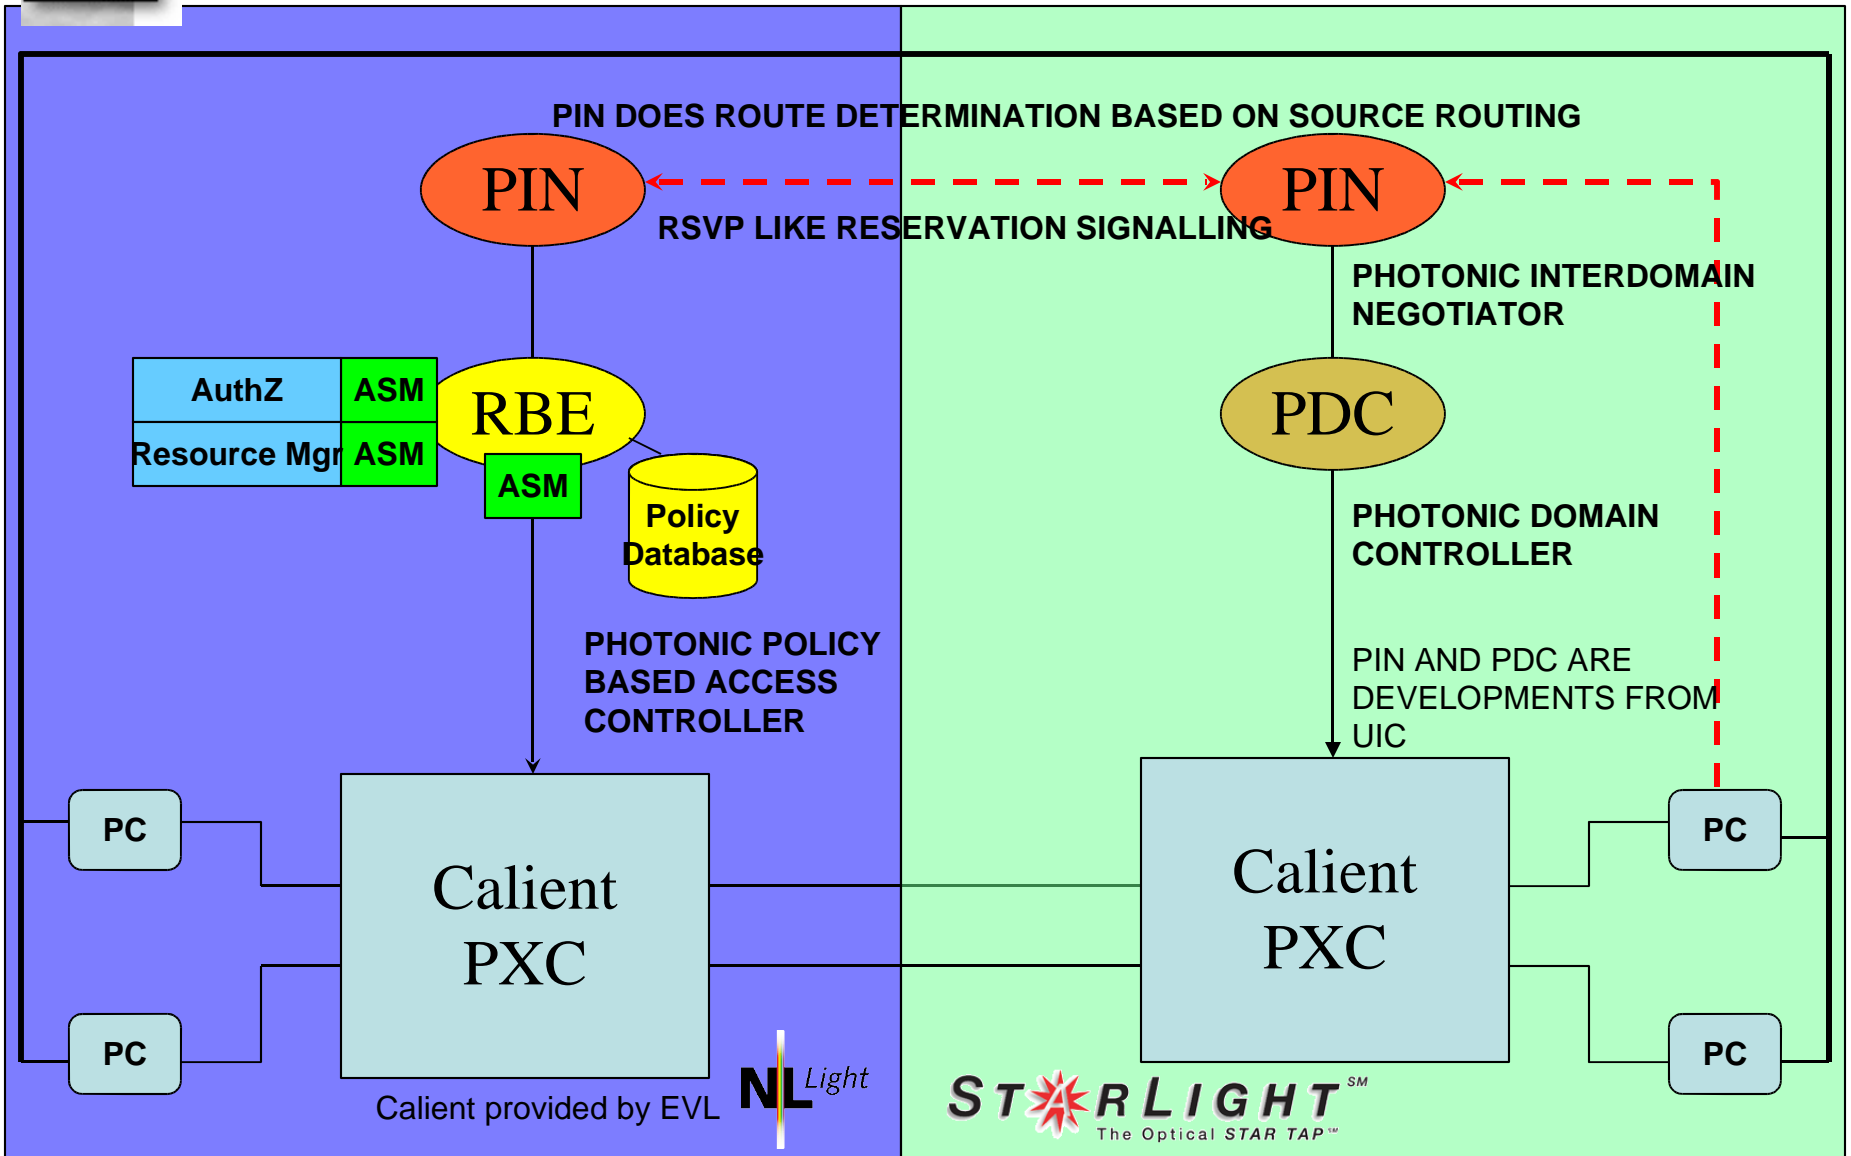 PIN DOES ROUTE DETERMINATION BASED ON SOURCE ROUTING
PIN
PIN
RSVP LIKE RESERVATION SIGNALLING
PHOTONIC INTERDOMAIN
NEGOTIATOR
AuthZ
ASM
RBE
Resource Mgr
ASM
ASM
Policy
Database
PDC
PHOTONIC DOMAIN
CONTROLLER
PHOTONIC POLICY
BASED ACCESS
CONTROLLER
PIN AND PDC ARE
DEVELOPMENTS FROM
UIC
PC
Calient
PXC
PC
Calient
PXC
PC
PC
Calient provided by EVL
NL Light
STARLIGHT SM
The Optical STAR TAP TM